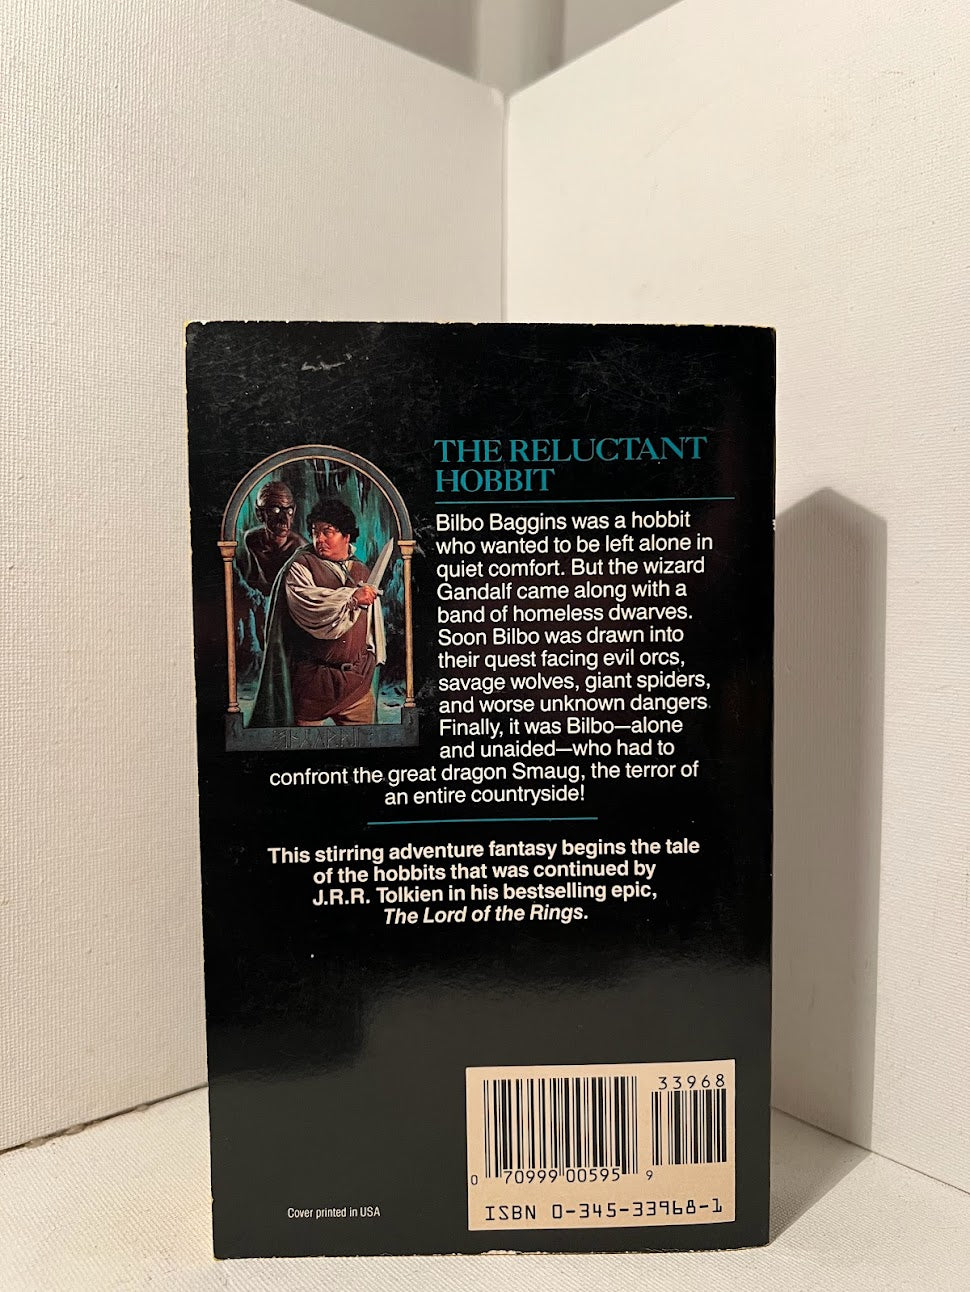 THE RELUCTANT
HOBBIT
Bilbo Baggins was a hobbit
who wanted to be left alone in
quiet comfort. But the wizard
Gandalf came along with a
band of homeless dwarves.
Soon Bilbo was drawn into
their quest facing evil orcs,
savage wolves, giant spiders,
and worse unknown dangers.
Finally, it was Bilbo—alone
and unaided—who had to
confront the great dragon Smaug, the terror of
an entire countryside!
This stirring adventure fantasy begins the tale
of the hobbits that was continued by
J.R.R. Tolkien in his bestselling epic,
The Lord of the Rings.
33968
0 70999 00595 9
ISBN 0-345-33968-1
Cover printed in USA